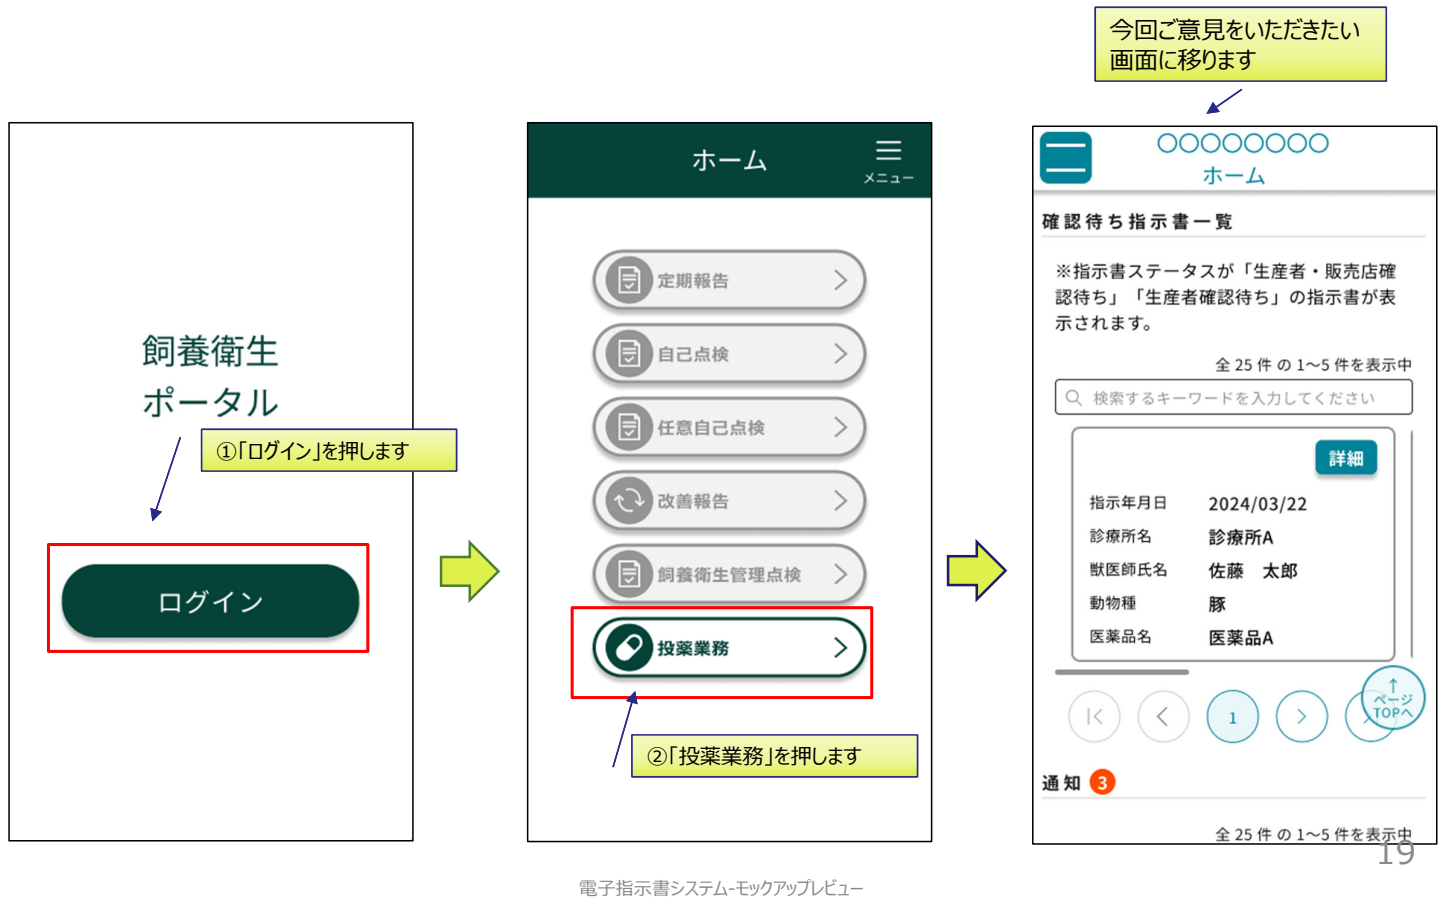 今回ご意見をいただきたい
画面に移ります
飼養衛生
ポータル
①「ログイン」を押します
ログイン
ホーム
メニュー
定期報告
自己点検
任意自己点検
改善報告
飼養衛生管理点検
投薬業務
②「投薬業務」を押します
○○○○○○○○
ホーム
確認待ち指示書一覧
※指示書ステータスが「生産者・販売店確
認待ち」「生産者確認待ち」の指示書が表
示されます。
全 25 件 の 1～5 件を表示中
検索するキーワードを入力してください
詳細
指示年月日 2024/03/22
診療所名 診療所A
獣医師氏名 佐藤 太郎
動物種 豚
医薬品名 医薬品A
1
↑
ページ
TOPへ
通知 3
全 25 件 の 1～5 件を表示中
19
電子指示書システム-モックアップレビュー